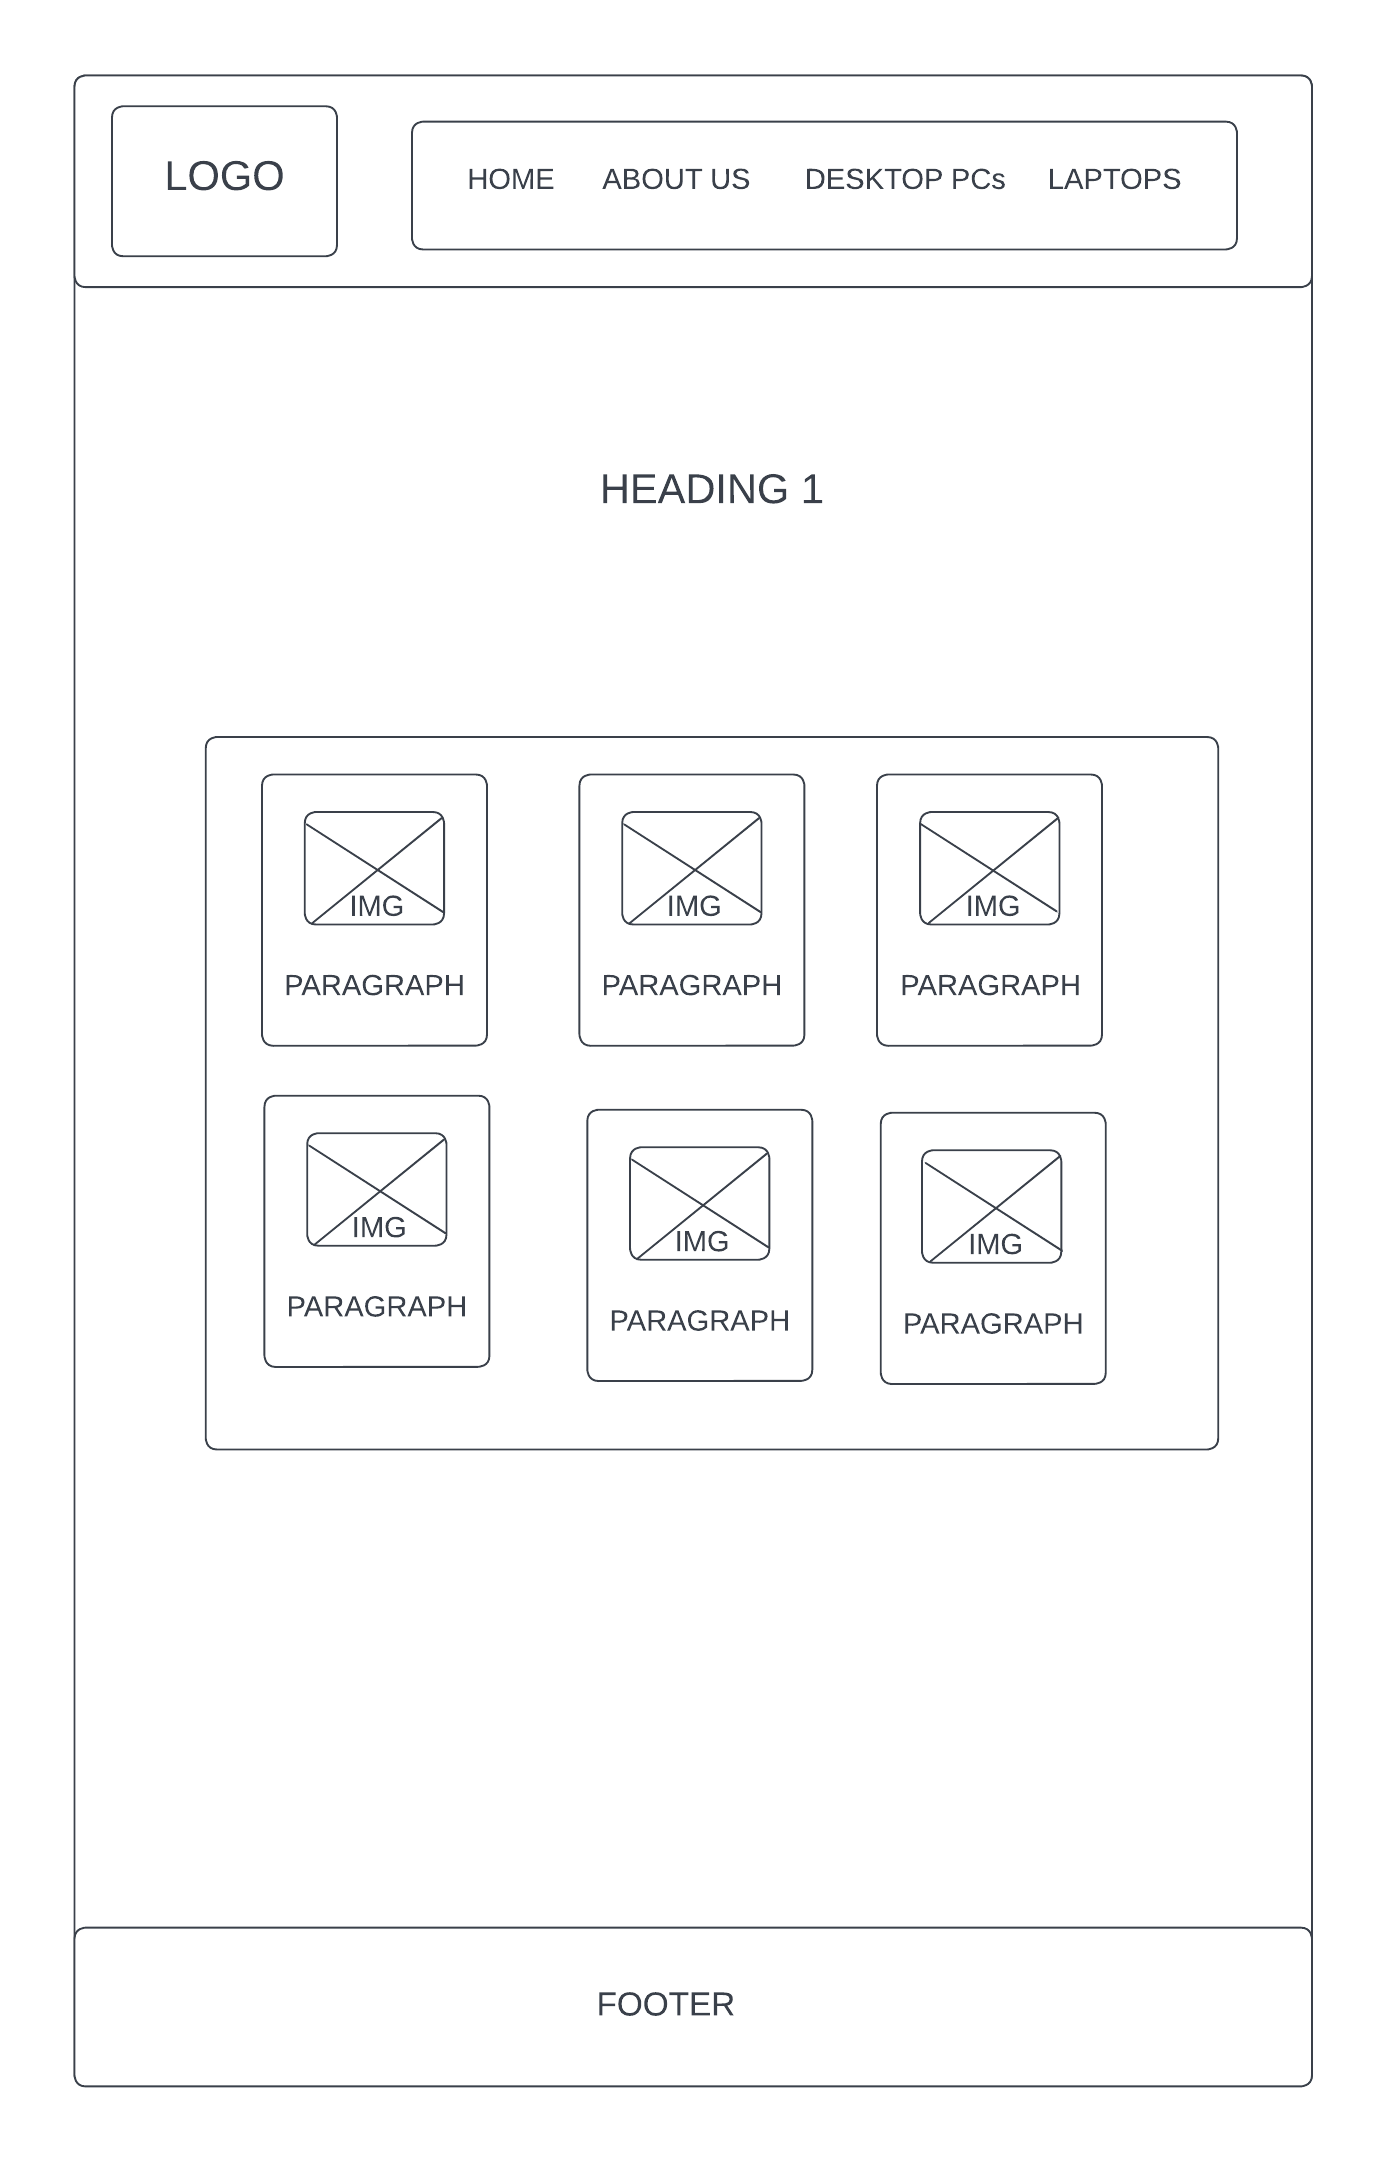 LOGO
HOME ABOUT US DESKTOP PCs LAPTOPS
HEADING 1
IMG IMG IMG
PARAGRAPH PARAGRAPH PARAGRAPH
IMG IMG IMG
PARAGRAPH PARAGRAPH PARAGRAPH
FOOTER